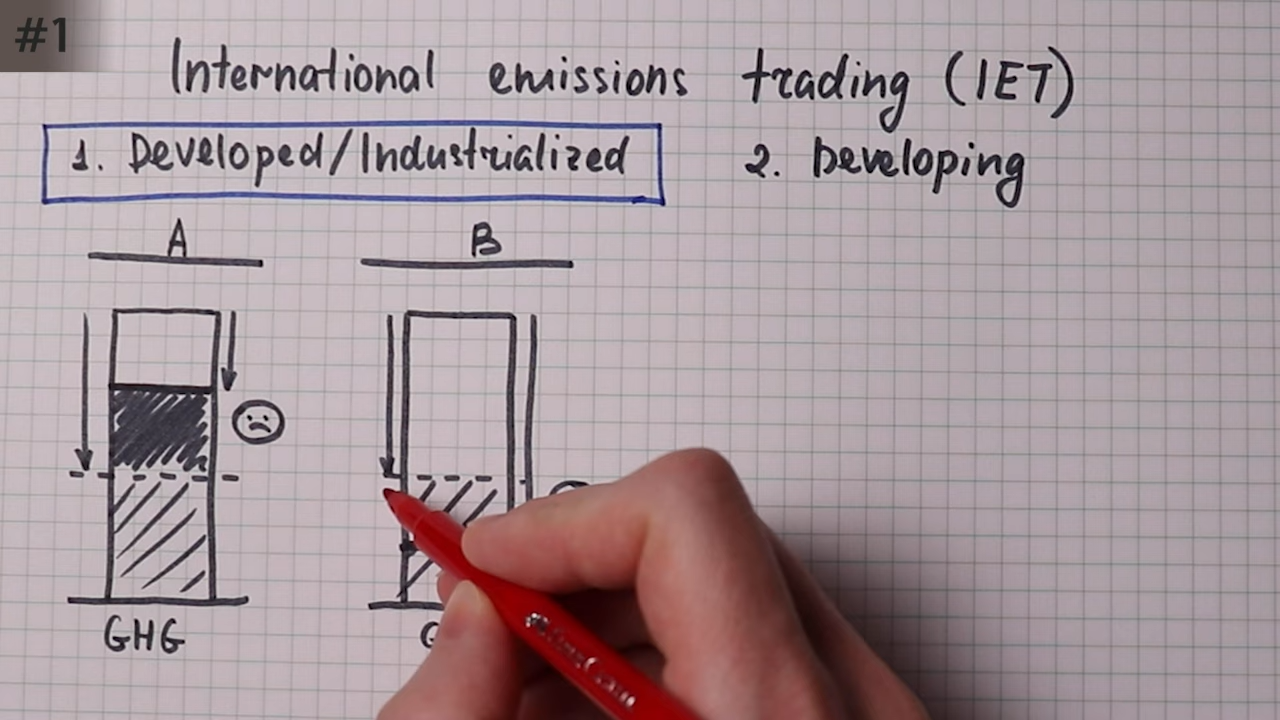 #1
International emissions trading (IET)
1. Developed/Industrialized
2. Developing
A
B
GHG
G